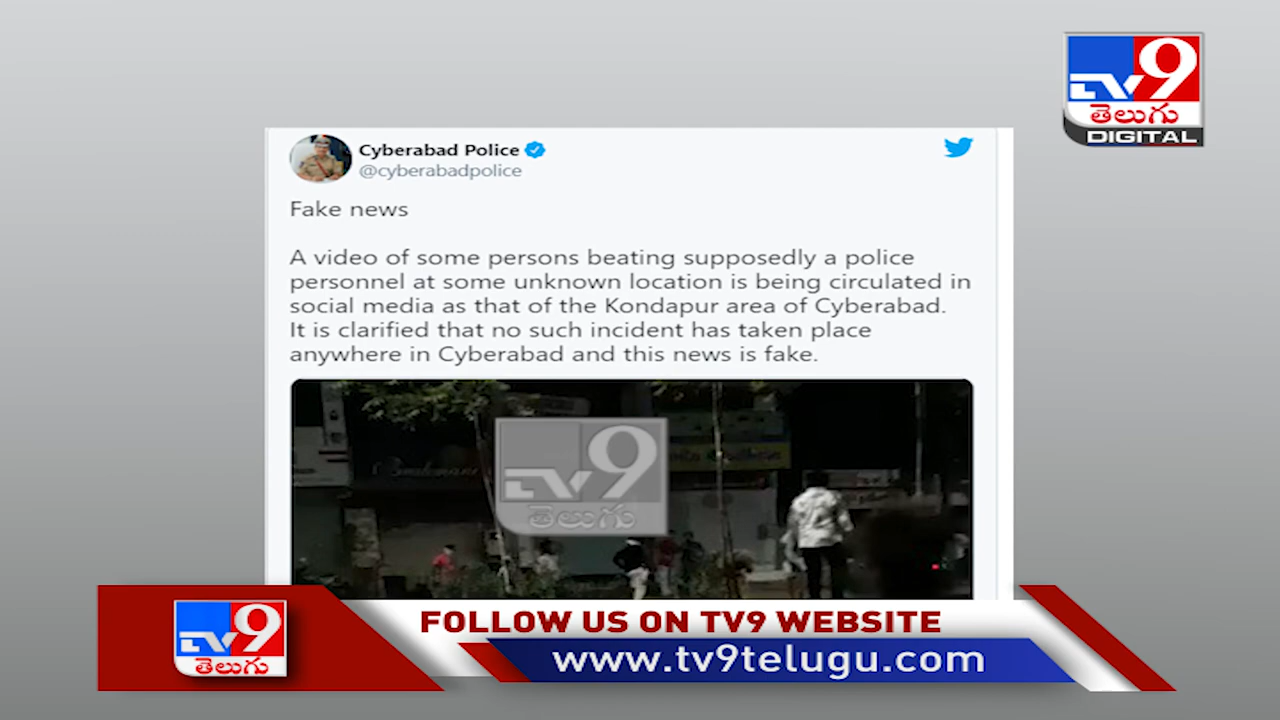 TV9
తెలుగు
DIGITAL
Cyberabad Police
@cyberabadpolice
Fake news
A video of some persons beating supposedly a police
personnel at some unknown location is being circulated in
social media as that of the Kondapur area of Cyberabad.
It is clarified that no such incident has taken place
anywhere in Cyberabad and this news is fake.
TV9
తెలుగు
TV9
తెలుగు
FOLLOW US ON TV9 WEBSITE
www.tv9telugu.com